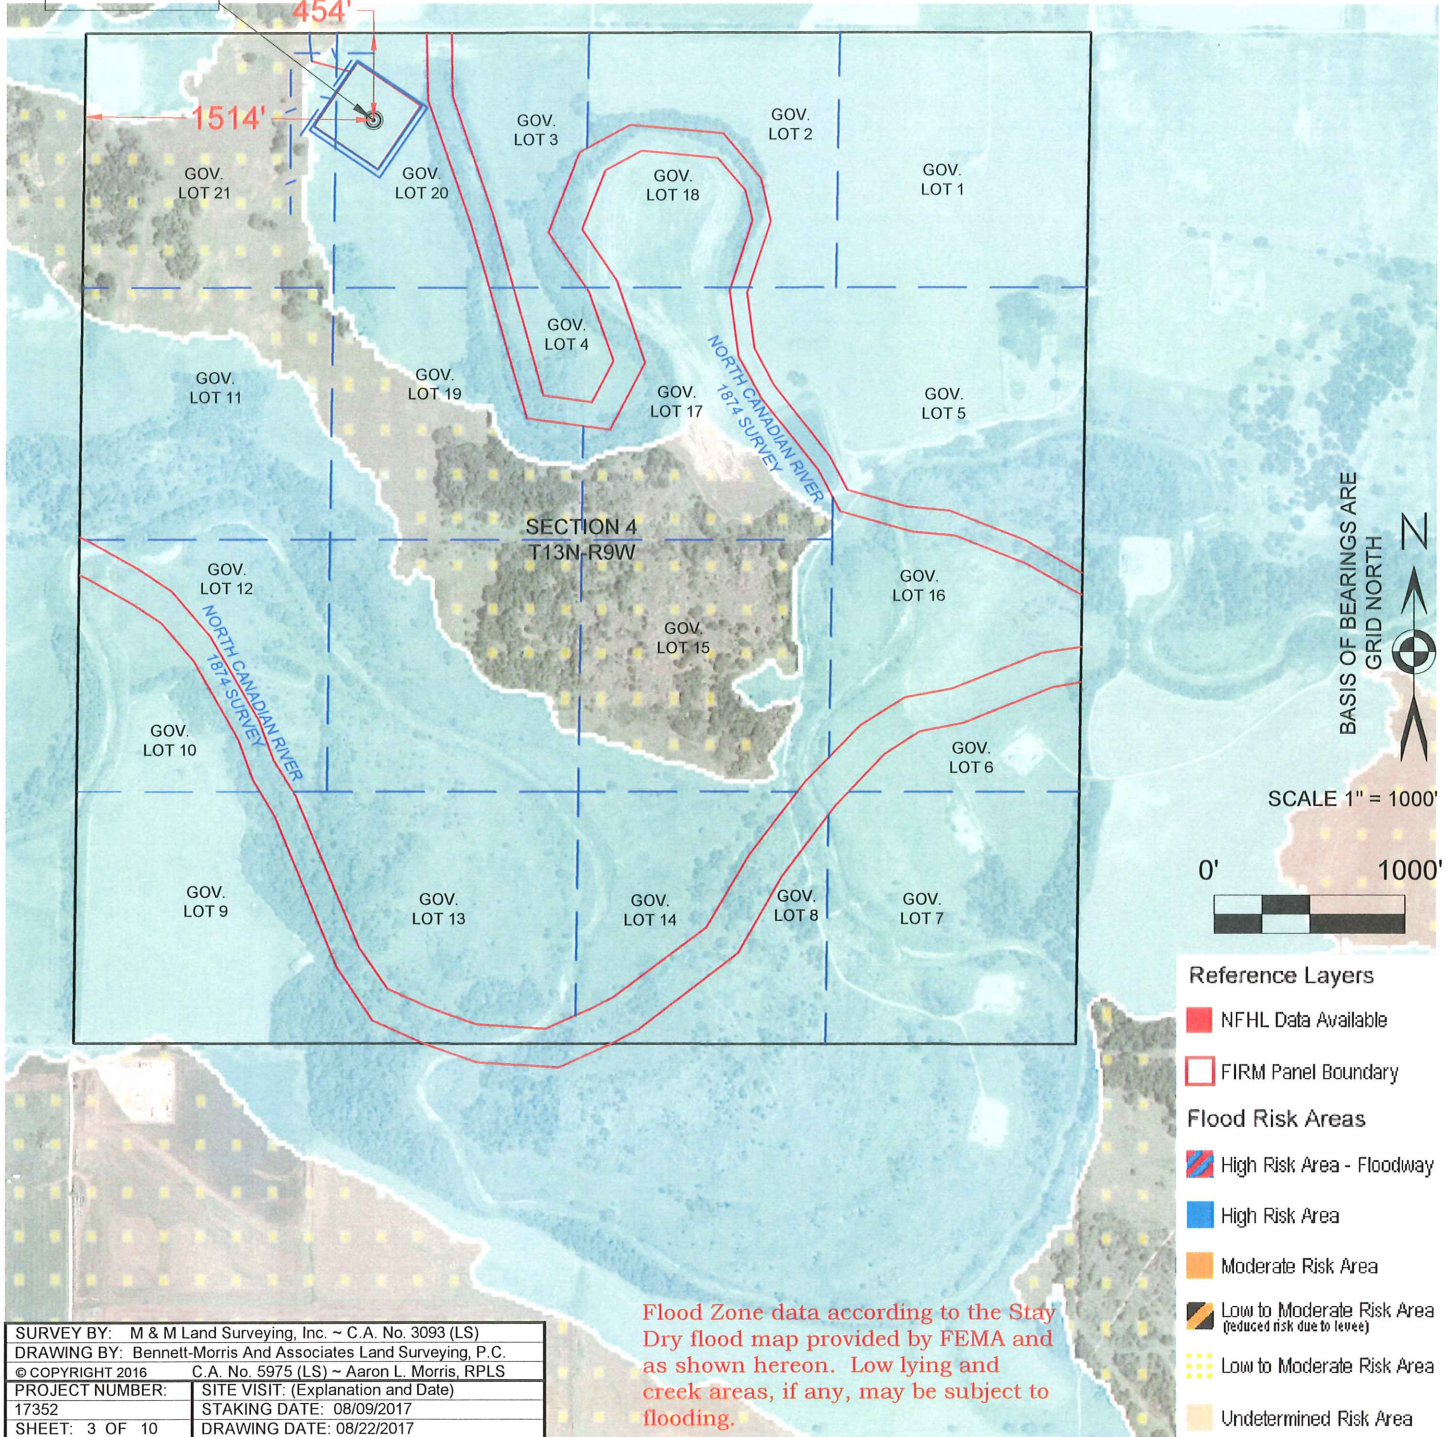 454'
1514'
GOV.
LOT 3
GOV.
LOT 2
GOV.
LOT 21
GOV.
LOT 20
GOV.
LOT 18
GOV.
LOT 1
GOV.
LOT 4
GOV.
LOT 11
GOV.
LOT 19
GOV.
LOT 17
GOV.
LOT 5
NORTH CANADIAN RIVER
1874 SURVEY
SECTION 4
T13N-R9W
GOV.
LOT 12
GOV.
LOT 16
GOV.
LOT 15
NORTH CANADIAN RIVER
1874 SURVEY
GOV.
LOT 10
GOV.
LOT 6
GOV.
LOT 9
GOV.
LOT 13
GOV.
LOT 14
GOV.
LOT 8
GOV.
LOT 7
BASIS OF BEARINGS ARE
GRID NORTH
N
SCALE 1" = 1000'
0' 1000'
Reference Layers
NFHL Data Available
FIRM Panel Boundary
Flood Risk Areas
High Risk Area - Floodway
High Risk Area
Moderate Risk Area
Low to Moderate Risk Area
(reduced risk due to levee)
Low to Moderate Risk Area
Undetermined Risk Area
Flood Zone data according to the Stay
Dry flood map provided by FEMA and
as shown hereon. Low lying and
creek areas, if any, may be subject to
flooding.
SURVEY BY: M & M Land Surveying, Inc. ~ C.A. No. 3093 (LS)
DRAWING BY: Bennett-Morris And Associates Land Surveying, P.C.
© COPYRIGHT 2016 C.A. No. 5975 (LS) ~ Aaron L. Morris, RPLS
PROJECT NUMBER: SITE VISIT: (Explanation and Date)
17352 STAKING DATE: 08/09/2017
SHEET: 3 OF 10 DRAWING DATE: 08/22/2017